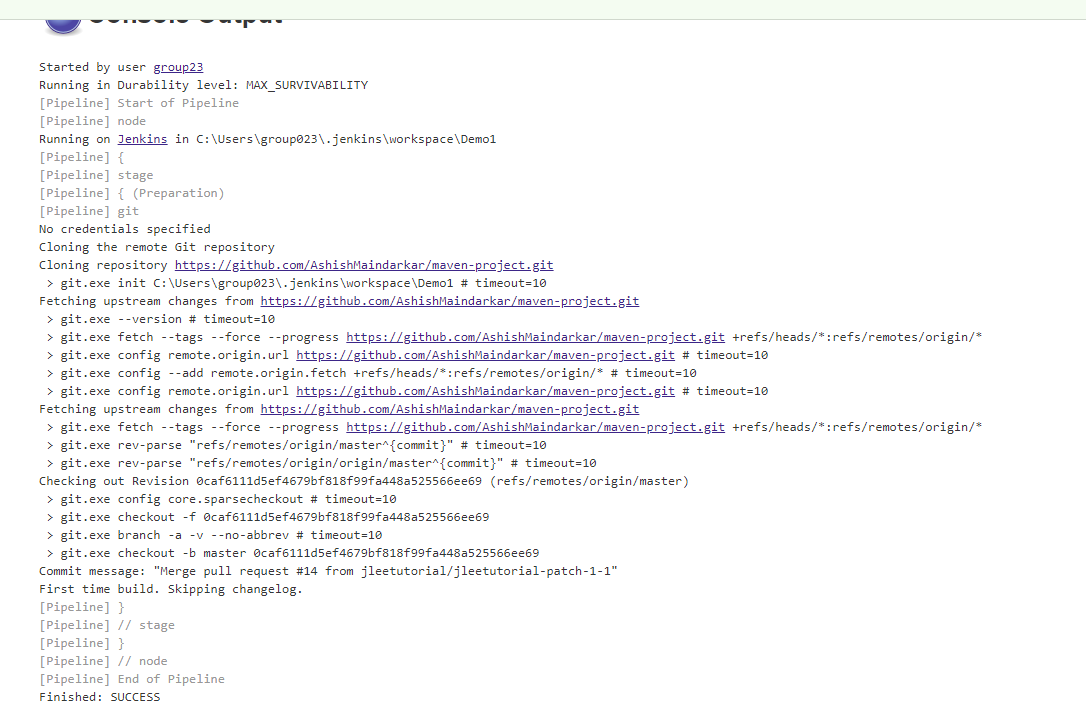 Console Output
Started by user group23
Running in Durability level: MAX_SURVIVABILITY
[Pipeline] Start of Pipeline
[Pipeline] node
Running on Jenkins in C:\Users\group023\.jenkins\workspace\Demo1
[Pipeline] {
[Pipeline] stage
[Pipeline] { (Preparation)
[Pipeline] git
No credentials specified
Cloning the remote Git repository
Cloning repository https://github.com/AshishMaindarkar/maven-project.git
> git.exe init C:\Users\group023\.jenkins\workspace\Demo1 # timeout=10
Fetching upstream changes from https://github.com/AshishMaindarkar/maven-project.git
> git.exe --version # timeout=10
> git.exe fetch --tags --force --progress https://github.com/AshishMaindarkar/maven-project.git +refs/heads/*:refs/remotes/origin/*
> git.exe config remote.origin.url https://github.com/AshishMaindarkar/maven-project.git # timeout=10
> git.exe config --add remote.origin.fetch +refs/heads/*:refs/remotes/origin/* # timeout=10
> git.exe config remote.origin.url https://github.com/AshishMaindarkar/maven-project.git # timeout=10
Fetching upstream changes from https://github.com/AshishMaindarkar/maven-project.git
> git.exe fetch --tags --force --progress https://github.com/AshishMaindarkar/maven-project.git +refs/heads/*:refs/remotes/origin/*
> git.exe rev-parse "refs/remotes/origin/master^{commit}" # timeout=10
> git.exe rev-parse "refs/remotes/origin/origin/master^{commit}" # timeout=10
Checking out Revision 0caf6111d5ef4679bf818f99fa448a525566ee69 (refs/remotes/origin/master)
> git.exe config core.sparsecheckout # timeout=10
> git.exe checkout -f 0caf6111d5ef4679bf818f99fa448a525566ee69
> git.exe branch -a -v --no-abbrev # timeout=10
> git.exe checkout -b master 0caf6111d5ef4679bf818f99fa448a525566ee69
Commit message: "Merge pull request #14 from jleetutorial/jleetutorial-patch-1-1"
First time build. Skipping changelog.
[Pipeline] }
[Pipeline] // stage
[Pipeline] }
[Pipeline] // node
[Pipeline] End of Pipeline
Finished: SUCCESS